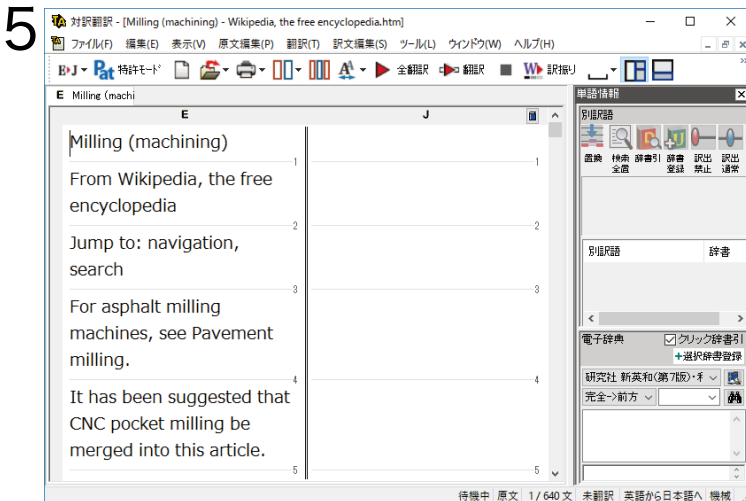 5
対訳翻訳 - [Milling (machining) - Wikipedia, the free encyclopedia.htm]
ファイル(F) 編集(E) 表示(V) 原文編集(P) 翻訳(T) 訳文編集(S) ツール(L) ウィンドウ(W) ヘルプ(H)
E›J Pat 特許モード 全翻訳 翻訳 W 訳振り
E Milling (machi
E J
Milling (machining)
1 1
From Wikipedia, the free
encyclopedia
2 2
Jump to: navigation,
search
3 3
For asphalt milling
machines, see Pavement
milling.
4 4
It has been suggested that
CNC pocket milling be
merged into this article.
5 5
単語情報
別訳語
置換 検索全置 辞書引 辞書登録 訳出禁止 訳出通常
別訳語 辞書
電子辞典 クリック辞書引
+選択辞書登録
研究社 新英和(第7版)・
完全->前方
待機中 原文 1/640文 未翻訳 英語から日本語へ 機械